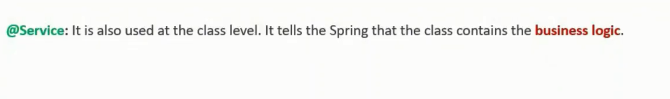 @Service: It is also used at the class level. It tells the Spring that the class contains the business logic.